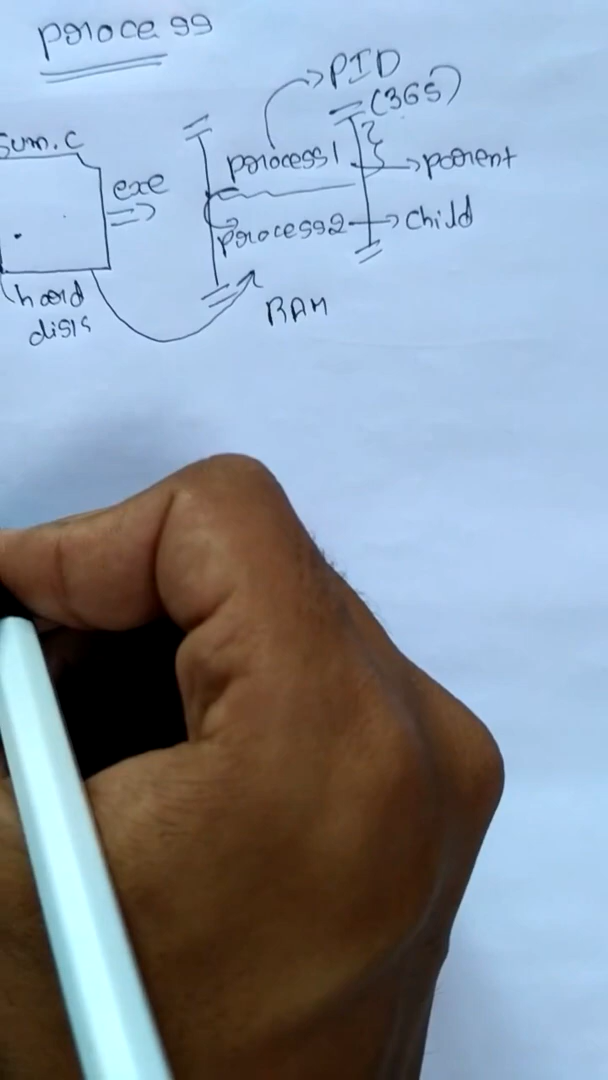 process
PID
(365)
Sum.c
exe
process1
parent
process2
child
hard
disk
RAM